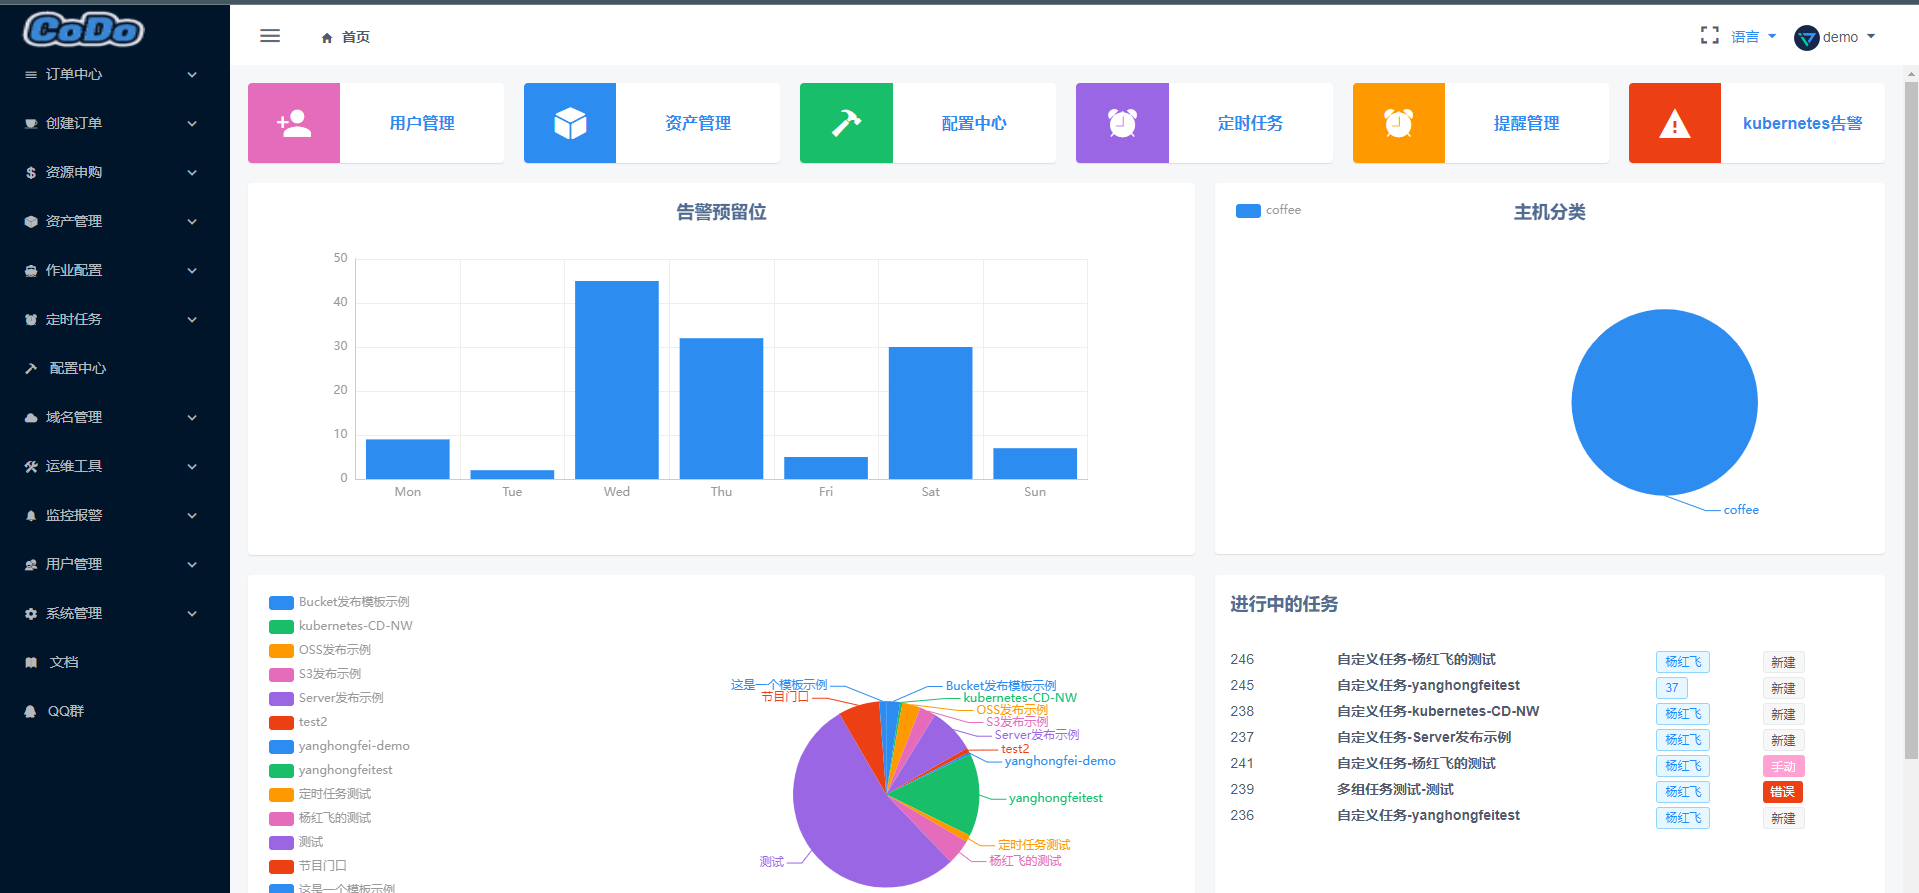 CoDo
首页
语言
demo
订单中心
创建订单
资源申购
资产管理
作业配置
定时任务
配置中心
域名管理
运维工具
监控报警
用户管理
系统管理
文档
QQ群
用户管理
资产管理
配置中心
定时任务
提醒管理
kubernetes告警
告警预留位
50
40
30
20
10
0
Mon Tue Wed Thu Fri Sat Sun
coffee
主机分类
coffee
Bucket发布模板示例
kubernetes-CD-NW
OSS发布示例
S3发布示例
Server发布示例
test2
yanghongfei-demo
yanghongfeitest
定时任务测试
杨红飞的测试
测试
节目门口
这是一个模板示例
这是一个模板示例
节目门口
Bucket发布模板示例
kubernetes-CD-NW
OSS发布示例
S3发布示例
Server发布示例
test2
yanghongfei-demo
yanghongfeitest
定时任务测试
杨红飞的测试
测试
进行中的任务
246 自定义任务-杨红飞的测试 杨红飞 新建
245 自定义任务-yanghongfeitest 37 新建
238 自定义任务-kubernetes-CD-NW 杨红飞 新建
237 自定义任务-Server发布示例 杨红飞 新建
241 自定义任务-杨红飞的测试 杨红飞 手动
239 多组任务测试-测试 杨红飞 错误
236 自定义任务-yanghongfeitest 杨红飞 新建